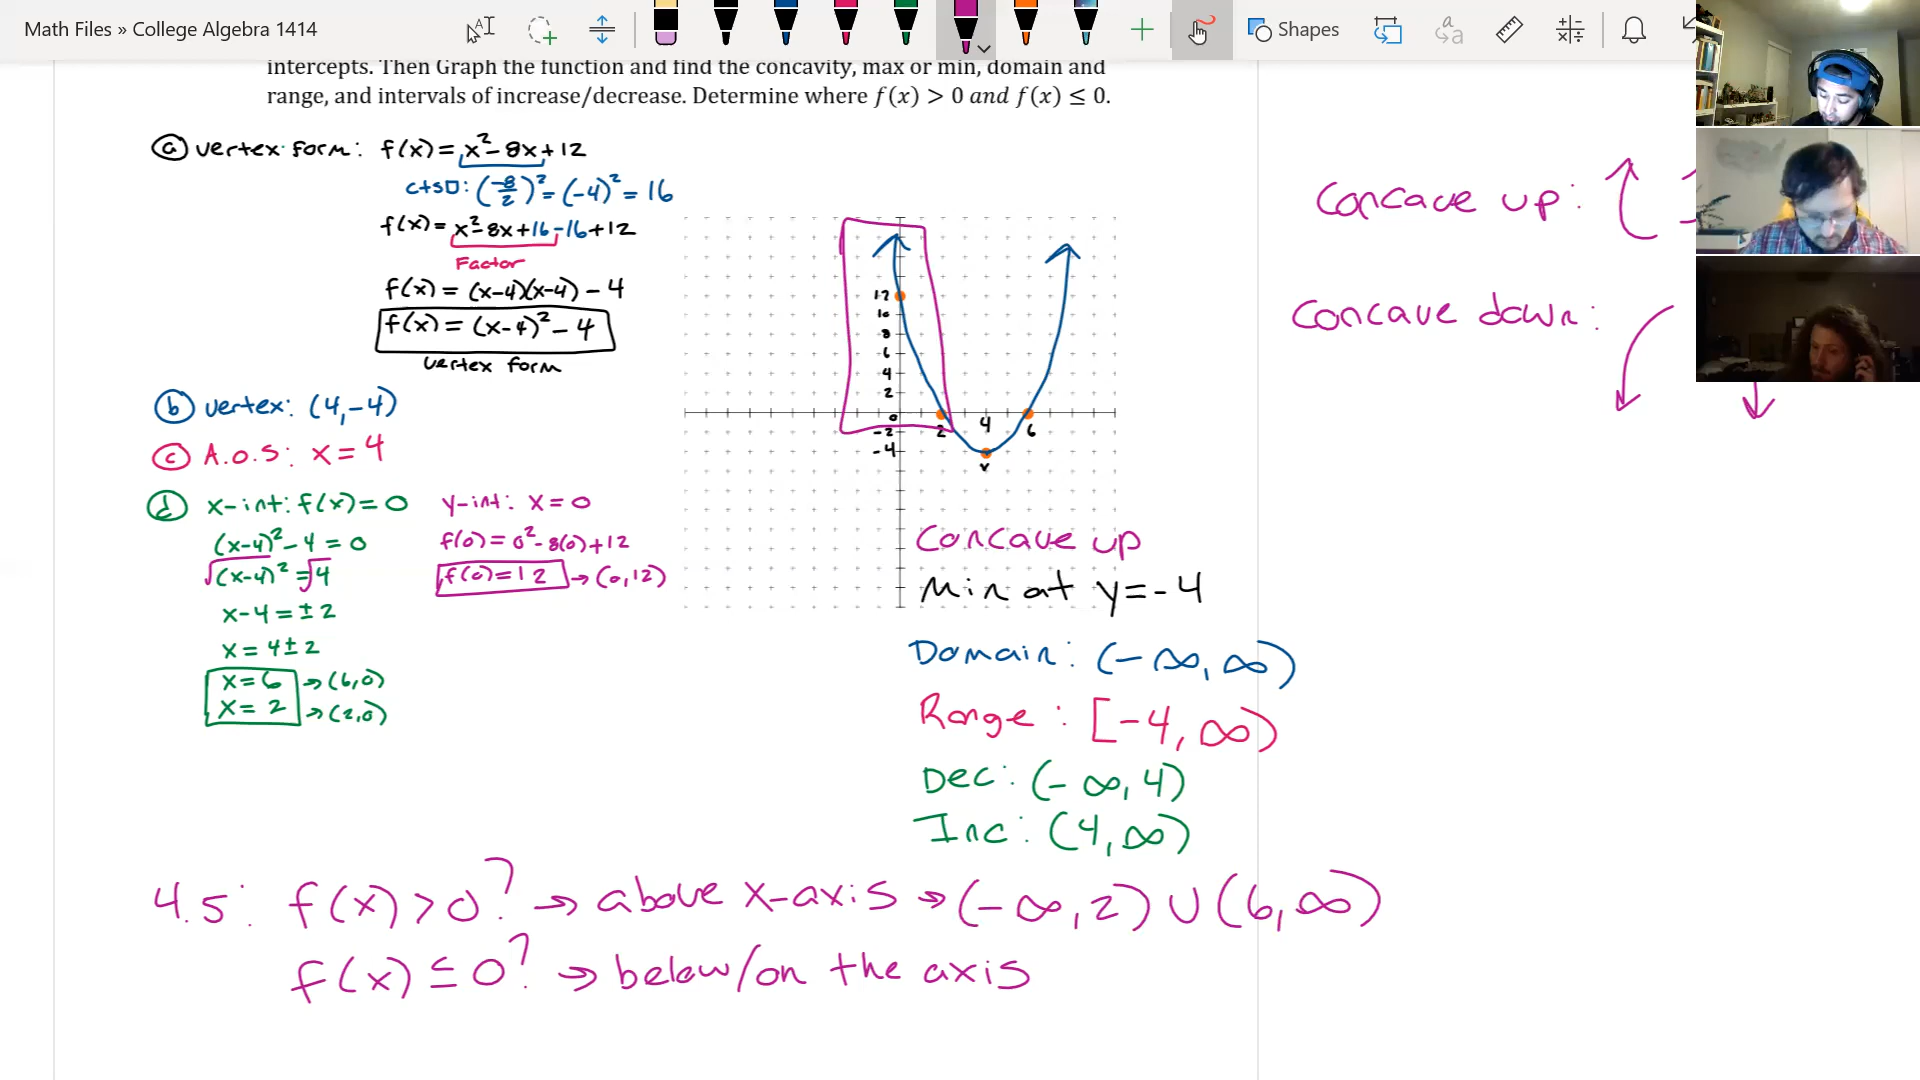 Math Files » College Algebra 1414
Shapes
intercepts. Then Graph the function and find the concavity, max or min, domain and
range, and intervals of increase/decrease. Determine where f(x) > 0 and f(x) ≤ 0.
(a) vertex form: f(x) = x² - 8x + 12
cts□: (-8/2)² = (-4)² = 16
f(x) = x² - 8x + 16 - 16 + 12
Factor
f(x) = (x-4)(x-4) - 4
f(x) = (x-4)² - 4
vertex form
(b) vertex: (4,-4)
(c) A.o.S: x = 4
(d) x-int: f(x) = 0
(x-4)² - 4 = 0
√(x-4)² = √4
x-4 = ± 2
x = 4 ± 2
x = 6 → (6,0)
x = 2 → (2,0)
y-int: x = 0
f(0) = 0² - 8(0) + 12
f(0) = 12 → (0,12)
12
10
8
6
4
2
0
-2
-4
2
4
6
v
Concave up
Min at y = -4
Domain: (-∞, ∞)
Range: [-4, ∞)
Dec: (-∞, 4)
Inc: (4, ∞)
4.5: f(x) > 0? → above x-axis → (-∞, 2) ∪ (6, ∞)
f(x) ≤ 0? → below/on the axis
Concave up:
Concave down: